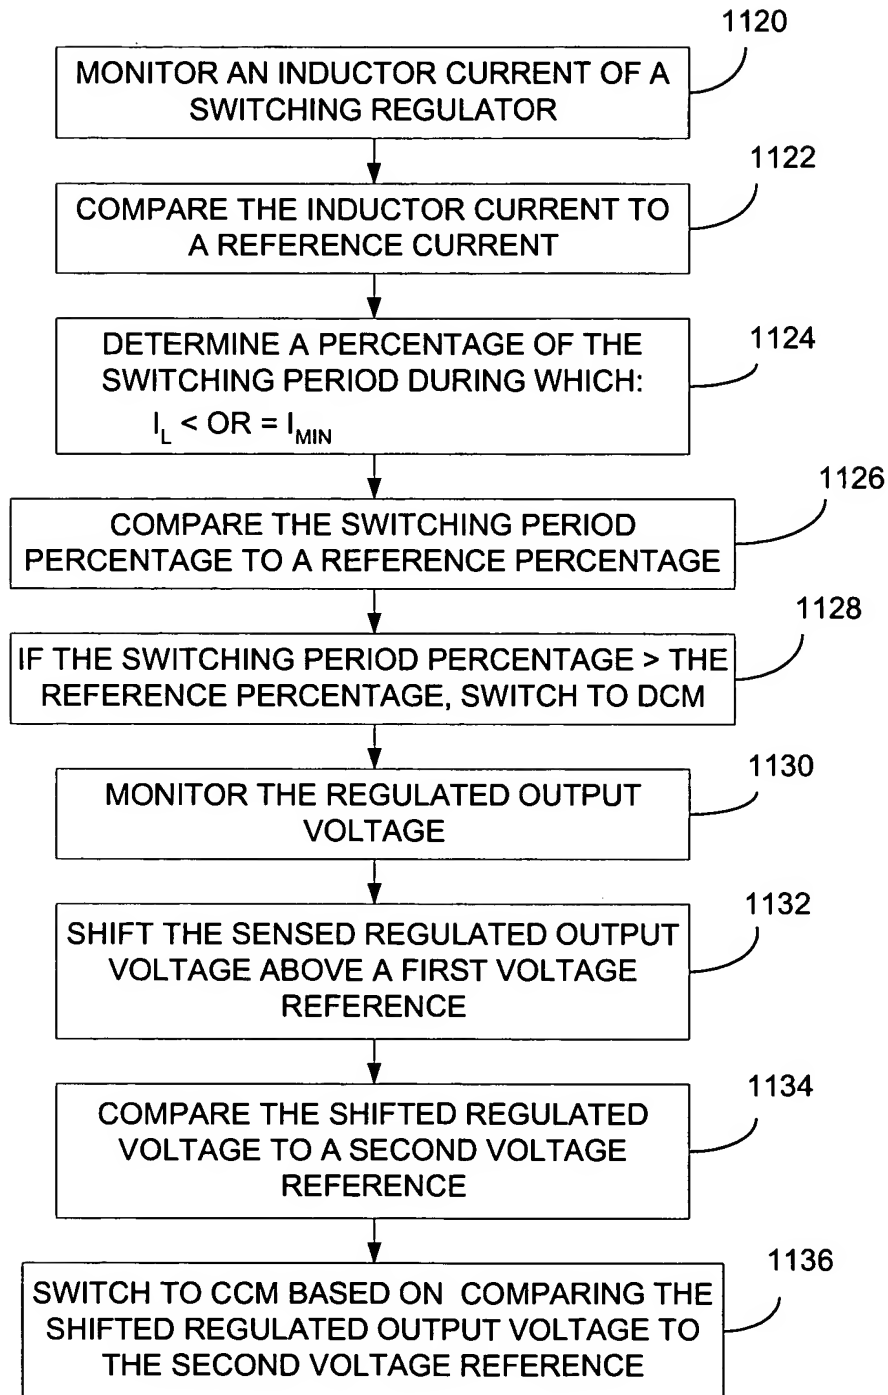 1120
MONITOR AN INDUCTOR CURRENT OF A
SWITCHING REGULATOR
1122
COMPARE THE INDUCTOR CURRENT TO
A REFERENCE CURRENT
1124
DETERMINE A PERCENTAGE OF THE
SWITCHING PERIOD DURING WHICH:
I_L < OR = I_MIN
1126
COMPARE THE SWITCHING PERIOD
PERCENTAGE TO A REFERENCE PERCENTAGE
1128
IF THE SWITCHING PERIOD PERCENTAGE > THE
REFERENCE PERCENTAGE, SWITCH TO DCM
1130
MONITOR THE REGULATED OUTPUT
VOLTAGE
1132
SHIFT THE SENSED REGULATED OUTPUT
VOLTAGE ABOVE A FIRST VOLTAGE
REFERENCE
1134
COMPARE THE SHIFTED REGULATED
VOLTAGE TO A SECOND VOLTAGE
REFERENCE
1136
SWITCH TO CCM BASED ON COMPARING THE
SHIFTED REGULATED OUTPUT VOLTAGE TO
THE SECOND VOLTAGE REFERENCE